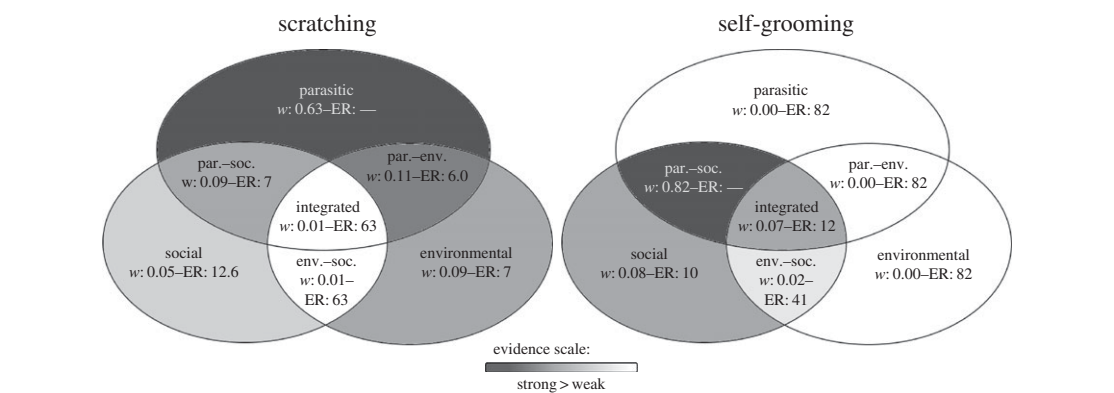 scratching
parasitic
w: 0.63–ER: —
par.–soc.
w: 0.09–ER: 7
par.–env.
w: 0.11–ER: 6.0
integrated
w: 0.01–ER: 63
social
w: 0.05–ER: 12.6
env.–soc.
w: 0.01–
ER: 63
environmental
w: 0.09–ER: 7
self-grooming
parasitic
w: 0.00–ER: 82
par.–soc.
w: 0.82–ER: —
par.–env.
w: 0.00–ER: 82
integrated
w: 0.07–ER: 12
social
w: 0.08–ER: 10
env.–soc.
w: 0.02–
ER: 41
environmental
w: 0.00–ER: 82
evidence scale:
strong > weak